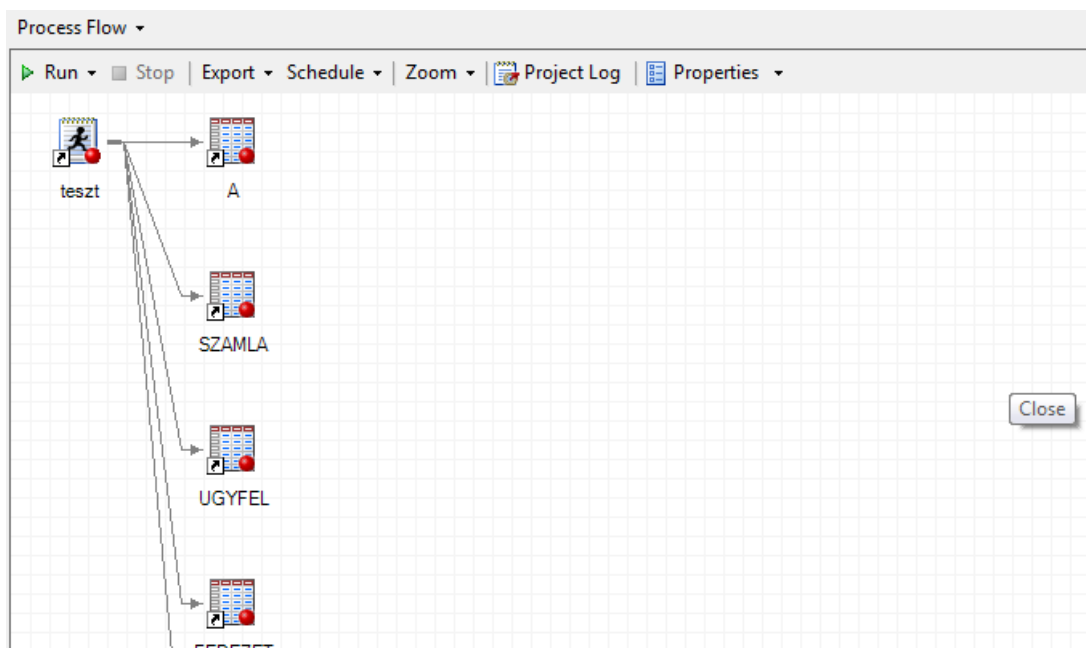 Process Flow
Run Stop Export Schedule Zoom Project Log Properties
teszt A
SZAMLA
Close
UGYFEL